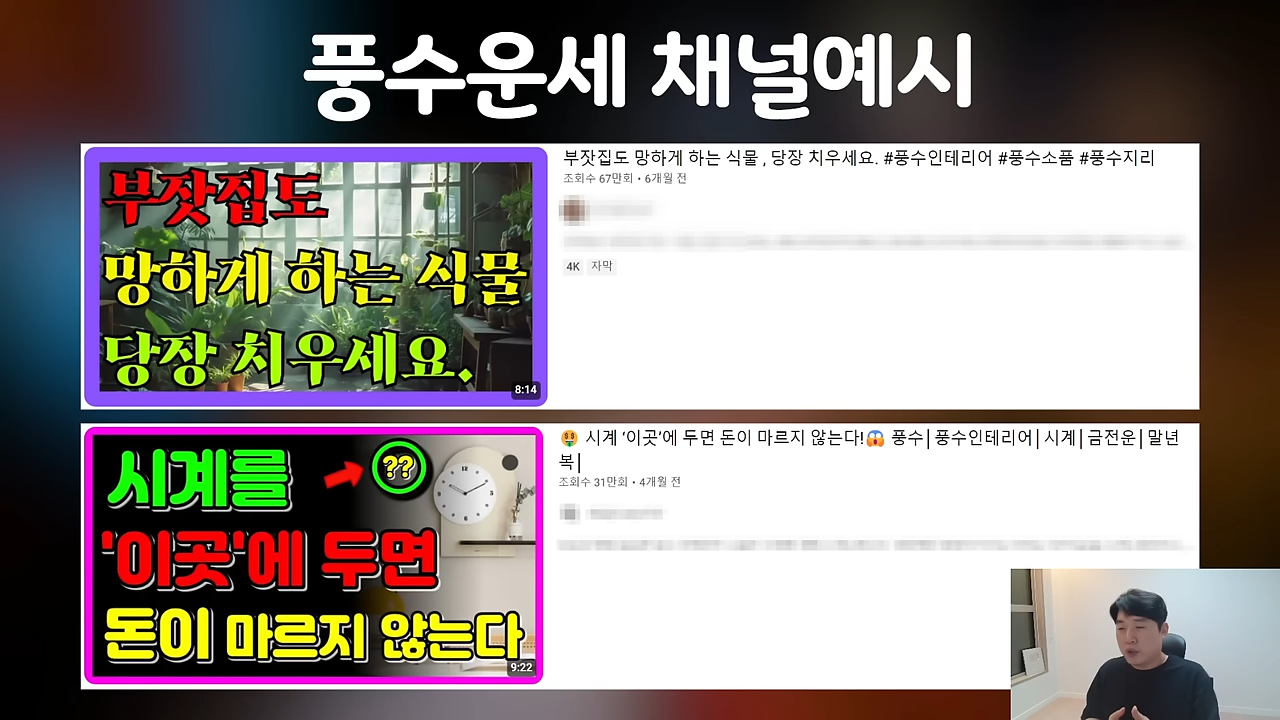 풍수운세 채널예시
부잣집도
망하게 하는 식물
당장 치우세요.
8:14
부잣집도 망하게 하는 식물 , 당장 치우세요. #풍수인테리어 #풍수소품 #풍수지리
조회수 67만회 • 6개월 전
4K 자막
시계를 ??
'이곳'에 두면
돈이 마르지 않는다
9:22
🤑 시계 ‘이곳’에 두면 돈이 마르지 않는다!😱 풍수| 풍수인테리어| 시계| 금전운| 말년
복|
조회수 31만회 • 4개월 전